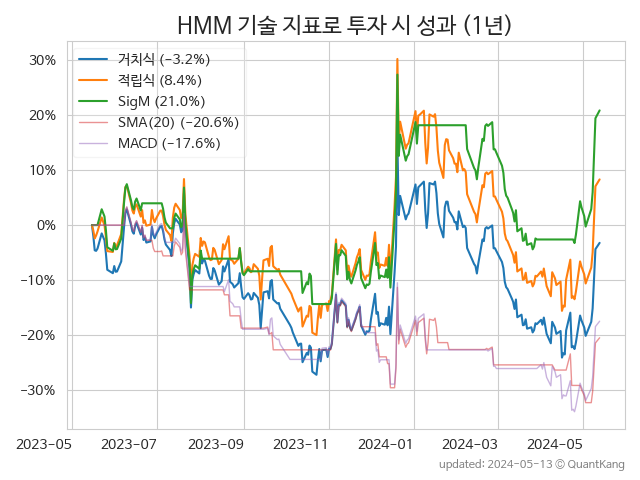 HMM 기술 지표로 투자 시 성과 (1년)
거치식 (−3.2%)
적립식 (8.4%)
SigM (21.0%)
SMA(20) (−20.6%)
MACD (−17.6%)
30%
20%
10%
0%
−10%
−20%
−30%
2023-05 2023-07 2023-09 2023-11 2024-01 2024-03 2024-05
updated: 2024-05-13 ⓒ QuantKang